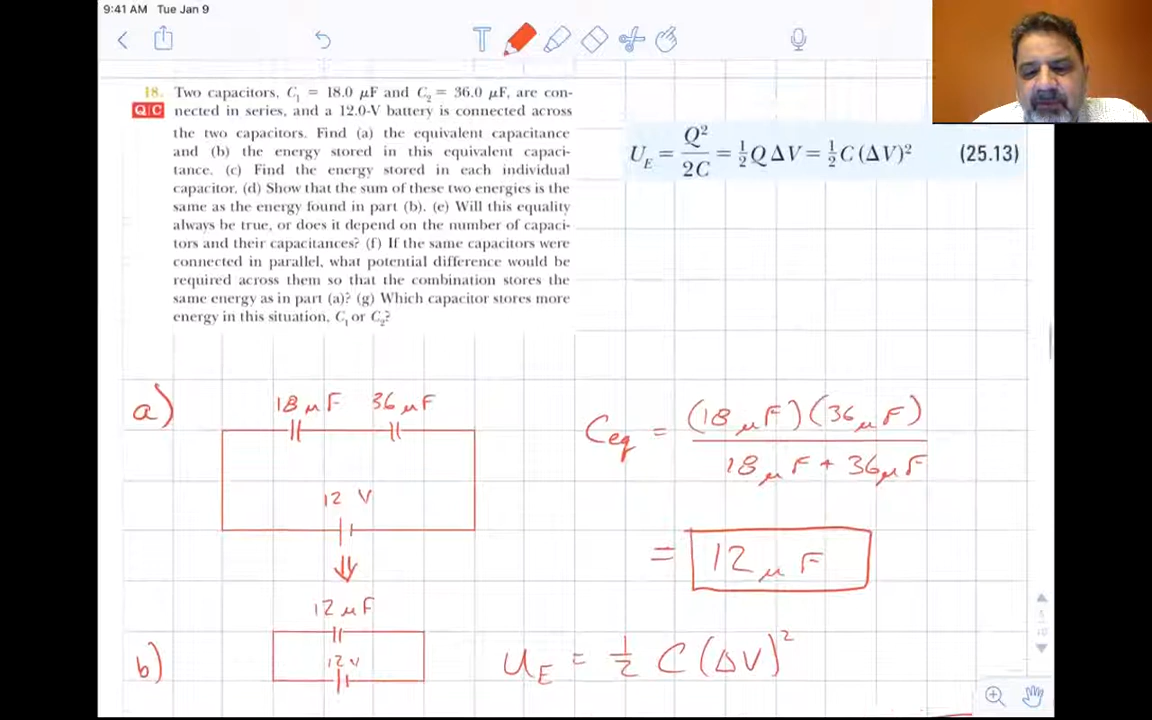 9:41 AM Tue Jan 9
T
18. Two capacitors, C₁ = 18.0 μF and C₂ = 36.0 μF, are con-
Q|C nected in series, and a 12.0-V battery is connected across
the two capacitors. Find (a) the equivalent capacitance
and (b) the energy stored in this equivalent capaci-
tance. (c) Find the energy stored in each individual
capacitor. (d) Show that the sum of these two energies is the
same as the energy found in part (b). (e) Will this equality
always be true, or does it depend on the number of capaci-
tors and their capacitances? (f) If the same capacitors were
connected in parallel, what potential difference would be
required across them so that the combination stores the
same energy as in part (a)? (g) Which capacitor stores more
energy in this situation, C₁ or C₂?
U_E = Q²/2C = ½QΔV = ½C(ΔV)² (25.13)
a)
18 μF 36 μF
12 V
C_eq = (18 μF)(36 μF) / 18 μF + 36 μF
= 12 μF
b)
12 μF
12 V
U_E = ½ C(ΔV)²